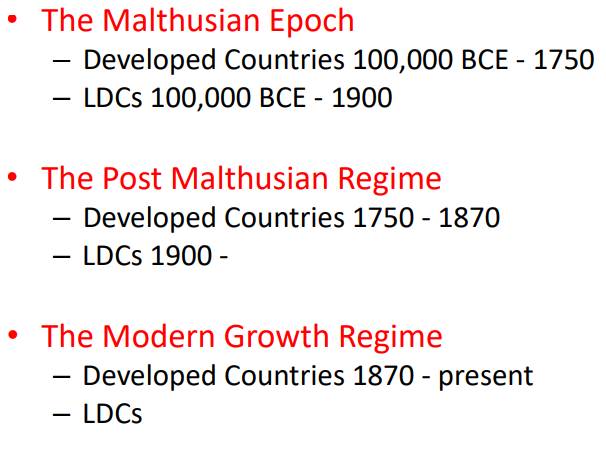 • The Malthusian Epoch
– Developed Countries 100,000 BCE - 1750
– LDCs 100,000 BCE - 1900
• The Post Malthusian Regime
– Developed Countries 1750 - 1870
– LDCs 1900 -
• The Modern Growth Regime
– Developed Countries 1870 - present
– LDCs